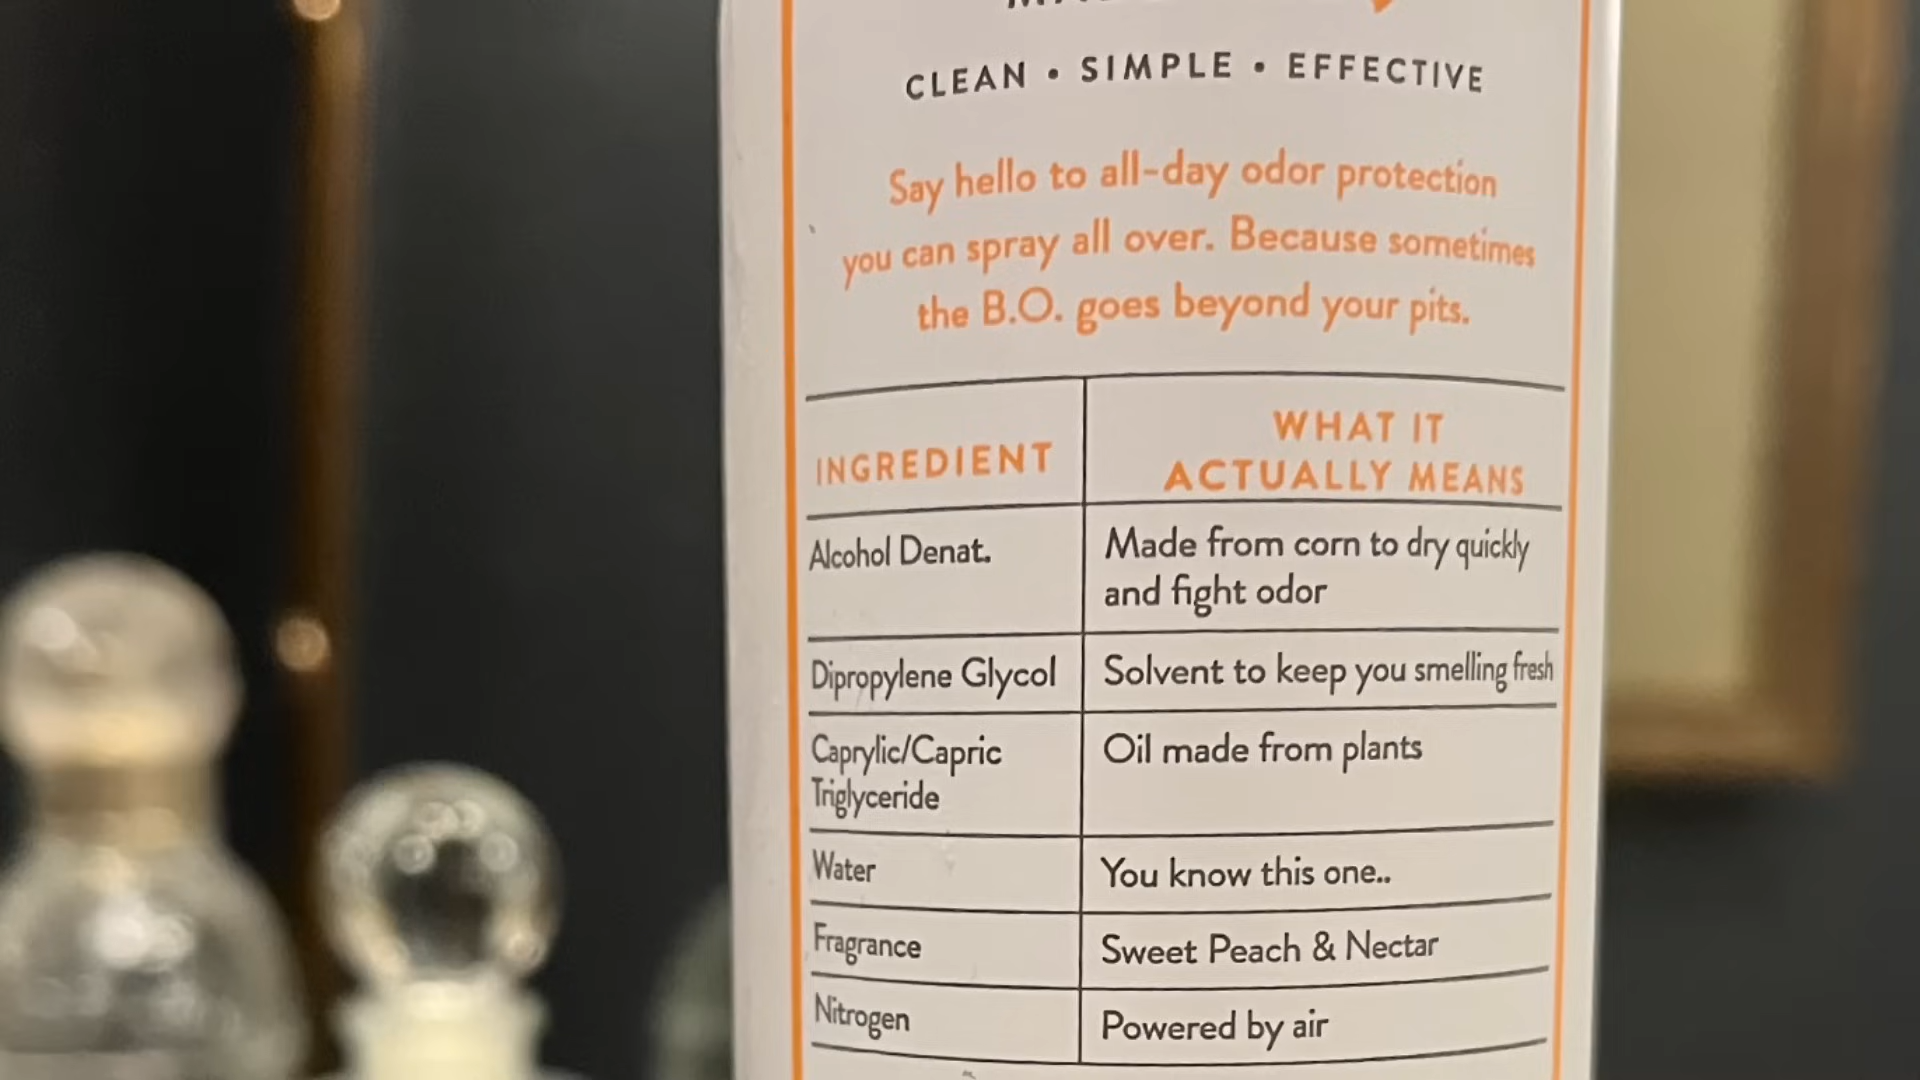 CLEAN • SIMPLE • EFFECTIVE
Say hello to all-day odor protection
you can spray all over. Because sometimes
the B.O. goes beyond your pits.
INGREDIENT
WHAT IT
ACTUALLY MEANS
Alcohol Denat.
Made from corn to dry quickly
and fight odor
Dipropylene Glycol
Solvent to keep you smelling fresh
Caprylic/Capric
Triglyceride
Oil made from plants
Water
You know this one..
Fragrance
Sweet Peach & Nectar
Nitrogen
Powered by air